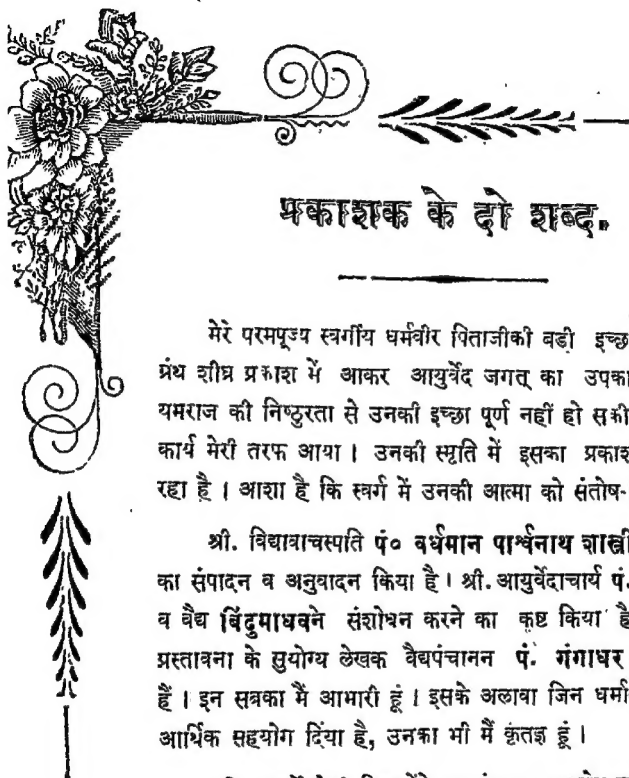 प्रकाशक के दो शब्द.
मेरे परमपूज्य स्वर्गीय धर्मवीर पिताजीकी बडी इच्छ
ग्रंथ शीघ्र प्रकाश में आकर आयुर्वेद जगत् का उपका
यमराज की निष्ठुरता से उनकी इच्छा पूर्ण नहीं हो सकी
कार्य मेरी तरफ आया । उनकी स्मृति में इसका प्रकाश
रहा है । आशा है कि स्वर्ग में उनकी आत्मा को संतोष-
श्री. विद्यावाचस्पति पं० वर्धमान पार्श्वनाथ शास्त्री
का संपादन व अनुवादन किया है । श्री. आयुर्वेदाचार्य पं.
व वैद्य बिंदुमाधवने संशोधन करने का कष्ट किया है
प्रस्तावना के सुयोग्य लेखक वैद्यपंचानन पं. गंगाधर
हैं । इन सबका मैं आभारी हूं । इसके अलावा जिन धर्मा
आर्थिक सहयोग दिया है, उनका भी मैं कृतज्ञ हूं ।